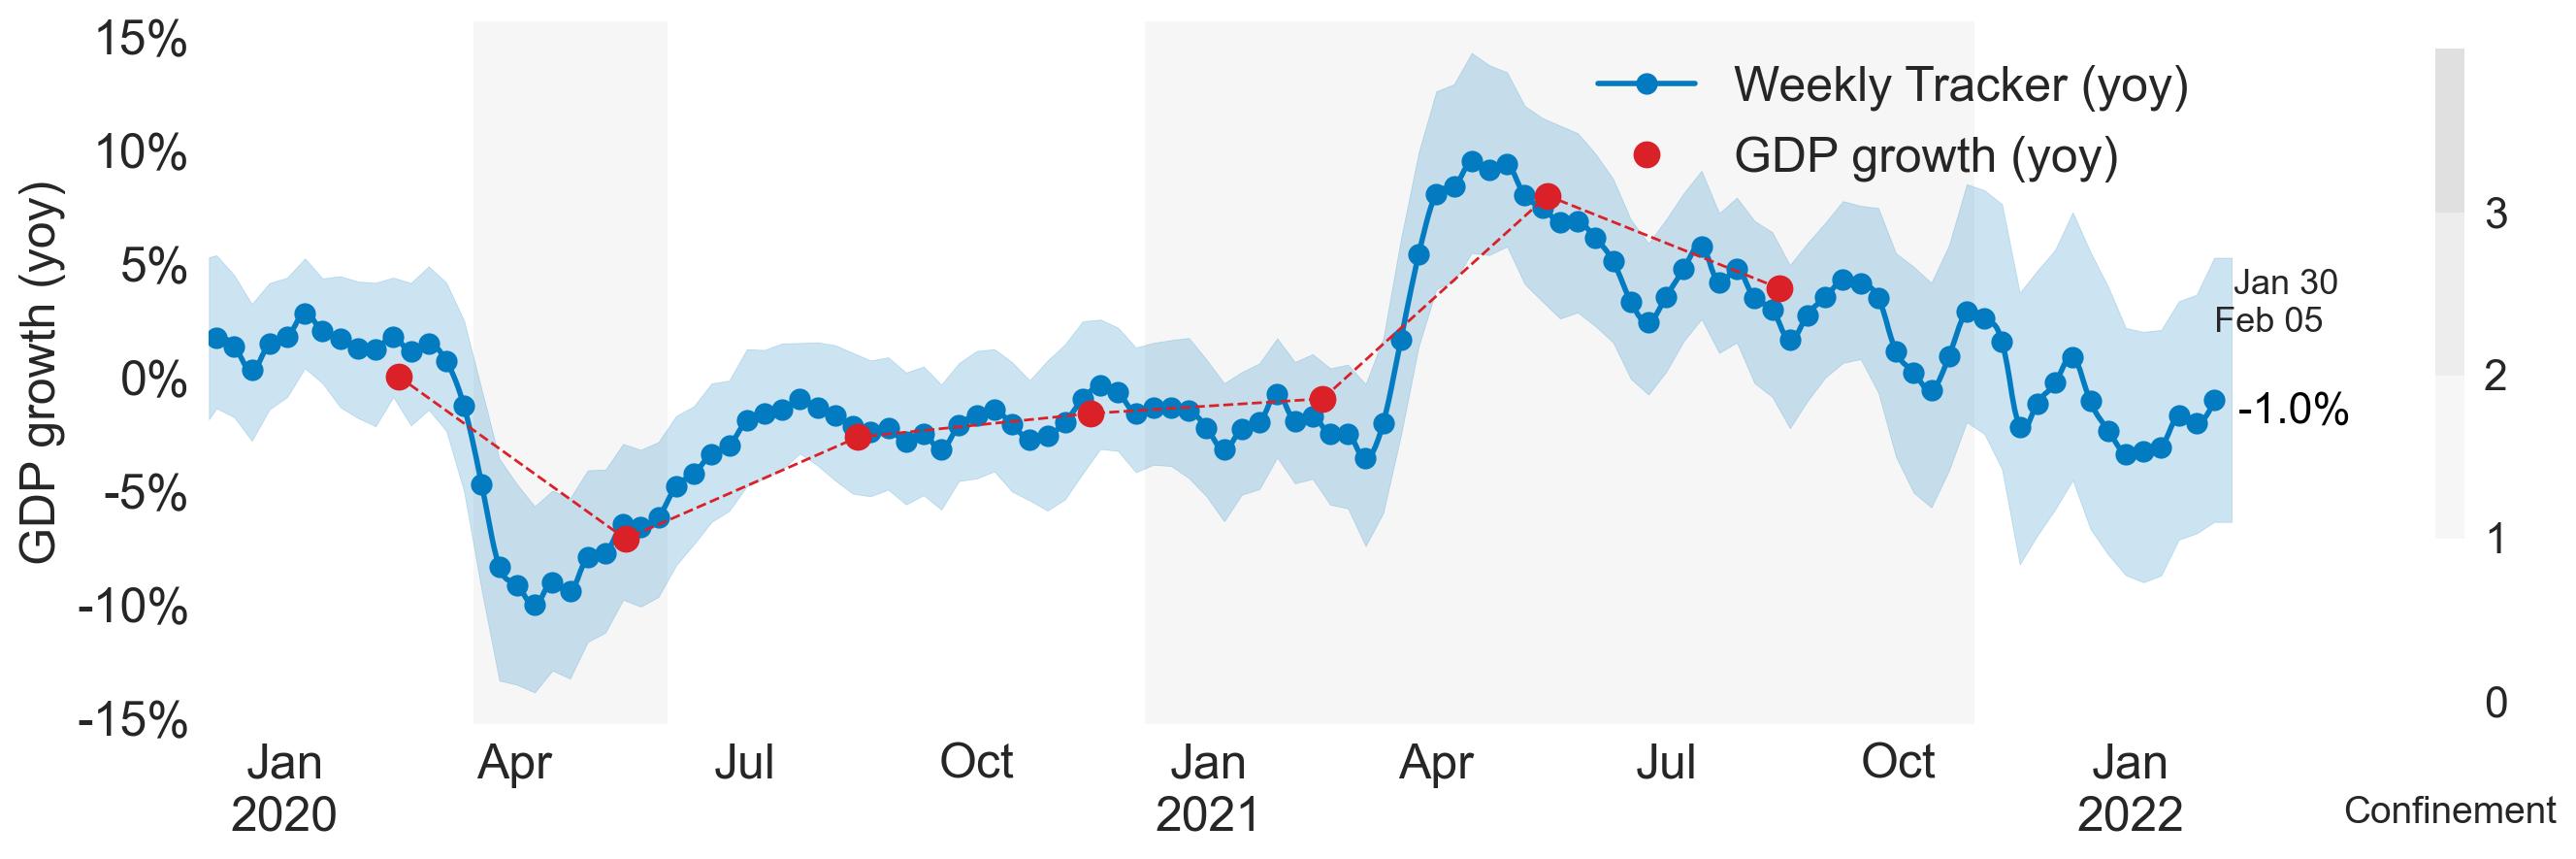 15%
10%
5%
0%
-5%
-10%
-15%
GDP growth (yoy)
Weekly Tracker (yoy)
GDP growth (yoy)
Jan 30
Feb 05
-1.0%
3
2
1
0
Confinement
Jan Apr Jul Oct Jan Apr Jul Oct Jan
2020 2021 2022